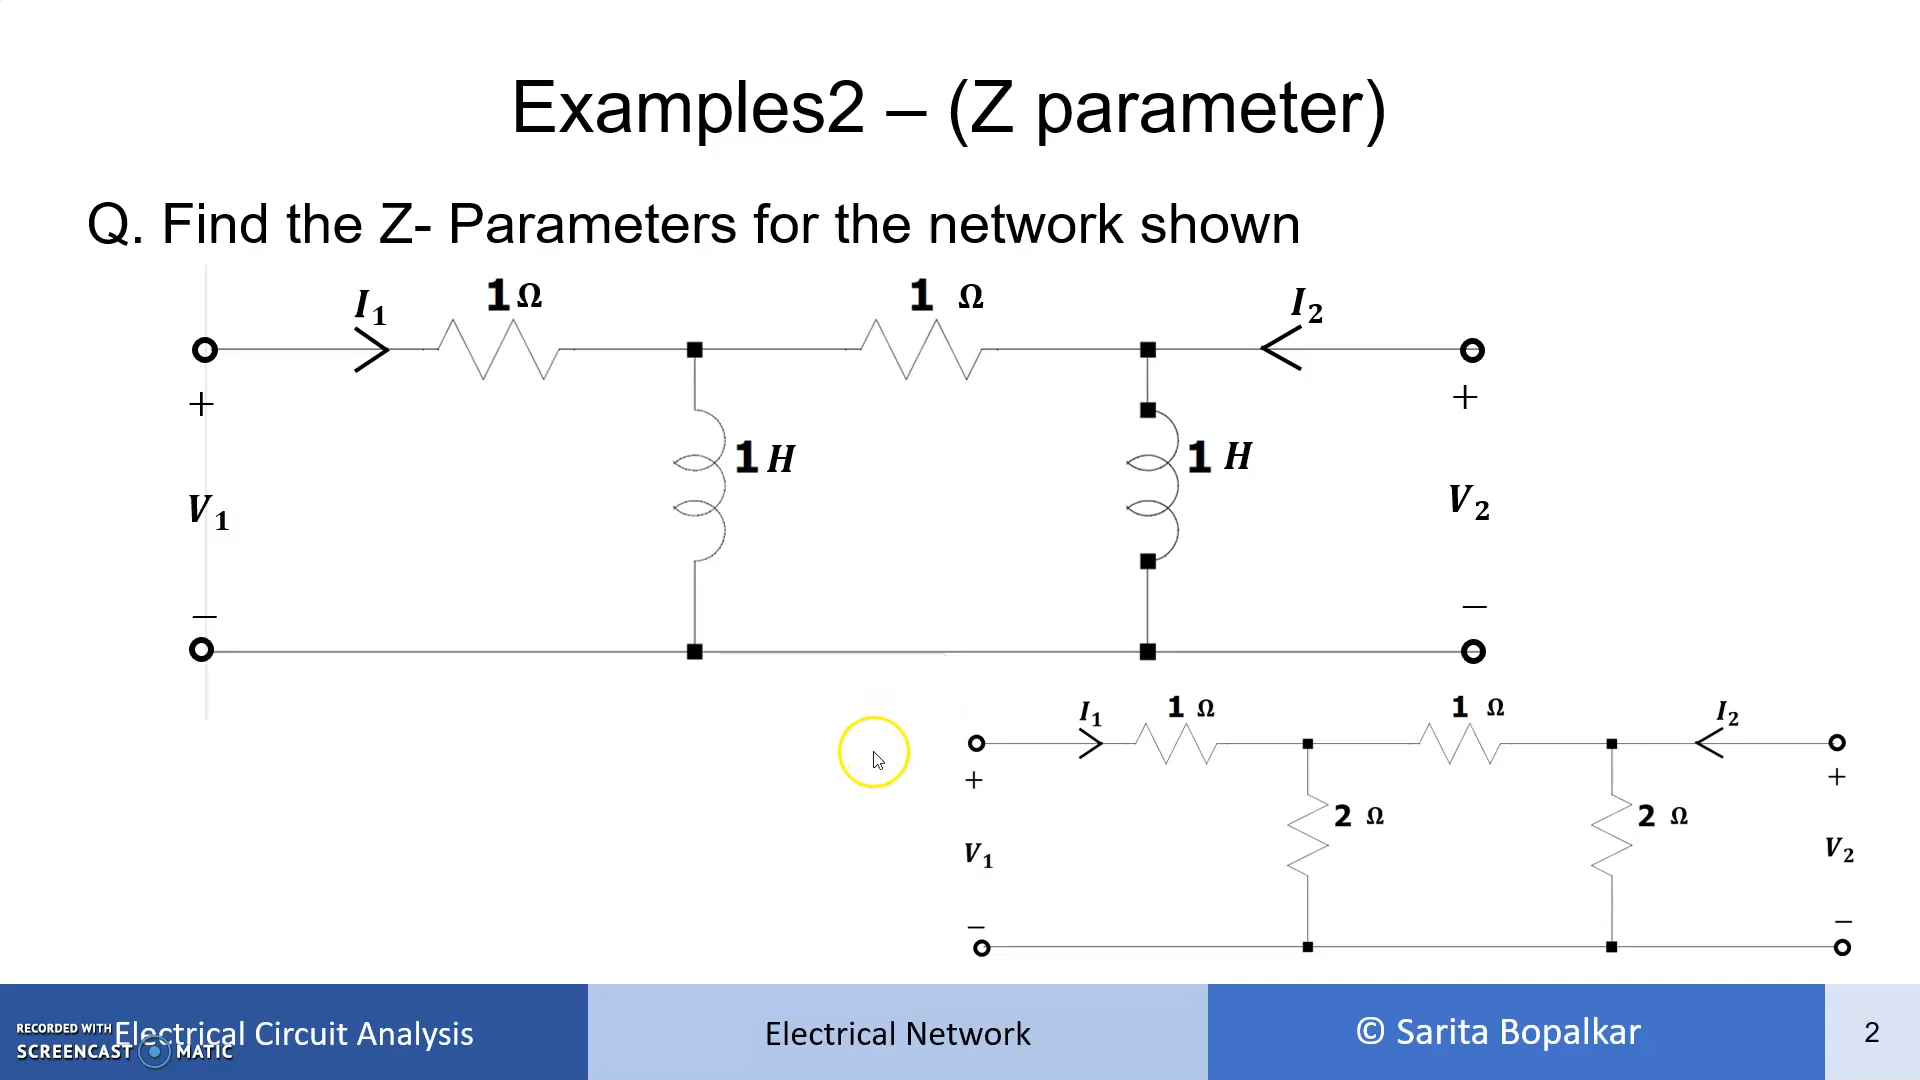 Examples2 – (Z parameter)
Q. Find the Z- Parameters for the network shown
I₁ 1 Ω 1 Ω I₂
+ +
1 H 1 H
V₁ V₂
− −
I₁ 1 Ω 1 Ω I₂
+ +
2 Ω 2 Ω
V₁ V₂
− −
RECORDED WITH
SCREENCAST MATIC
Electrical Circuit Analysis
Electrical Network
© Sarita Bopalkar
2